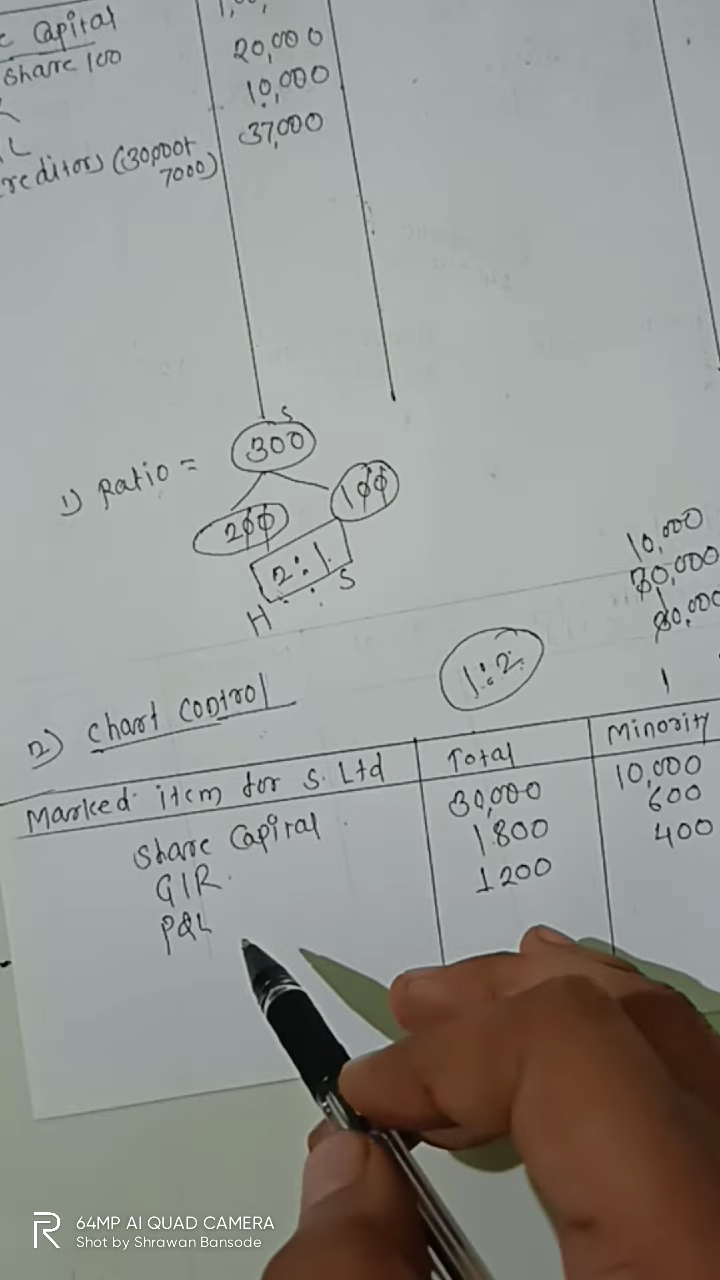 Capital
Share 100 20,000
10,000
(30,000+ 37,000
7000)
S
1) Ratio = 300
200 100
2:1
H : S
10,000
30,000
1:2
2) Chart Control
Marked item for S. Ltd Total Minority
Share Capital 30,000 10,000
G/R. 1800 600
P&L 1200 400
64MP AI QUAD CAMERA
Shot by Shrawan Bansode